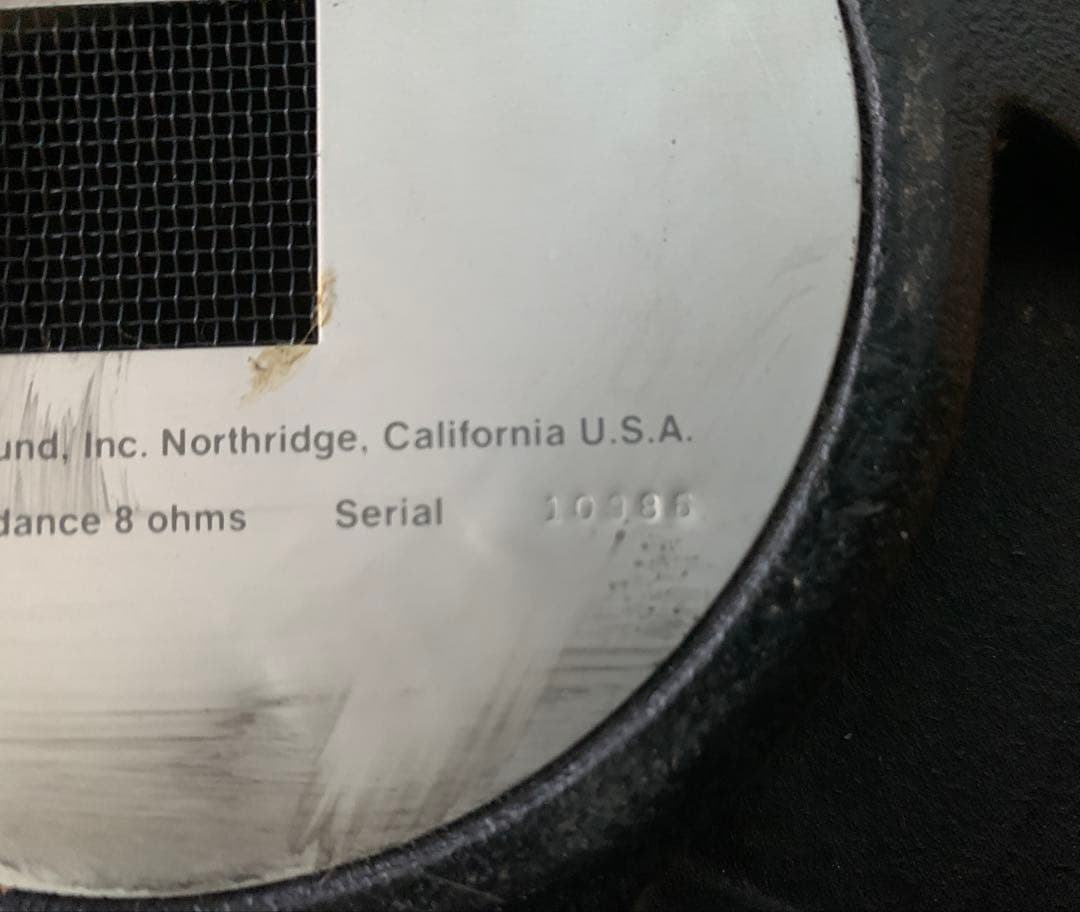 und, Inc. Northridge, California U.S.A.
dance 8 ohms Serial